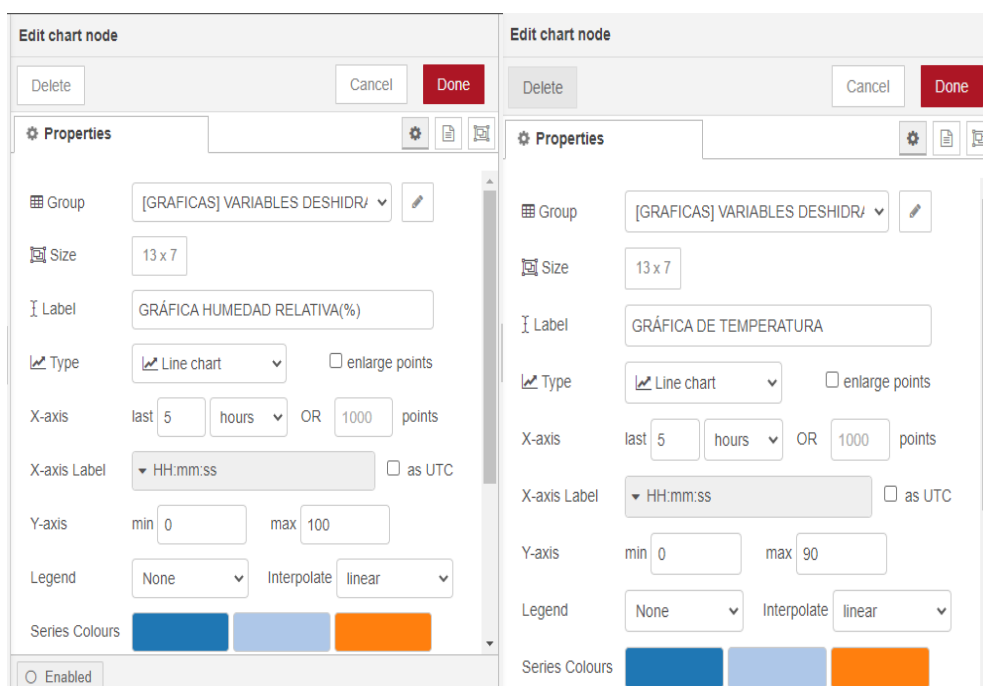 Edit chart node
Delete Cancel Done
Properties
Group [GRAFICAS] VARIABLES DESHIDR
Size 13 x 7
Label GRÁFICA HUMEDAD RELATIVA(%)
Type Line chart enlarge points
X-axis last 5 hours OR 1000 points
X-axis Label HH:mm:ss as UTC
Y-axis min 0 max 100
Legend None Interpolate linear
Series Colours
Enabled
Edit chart node
Delete Cancel Done
Properties
Group [GRAFICAS] VARIABLES DESHIDR
Size 13 x 7
Label GRÁFICA DE TEMPERATURA
Type Line chart enlarge points
X-axis last 5 hours OR 1000 points
X-axis Label HH:mm:ss as UTC
Y-axis min 0 max 90
Legend None Interpolate linear
Series Colours